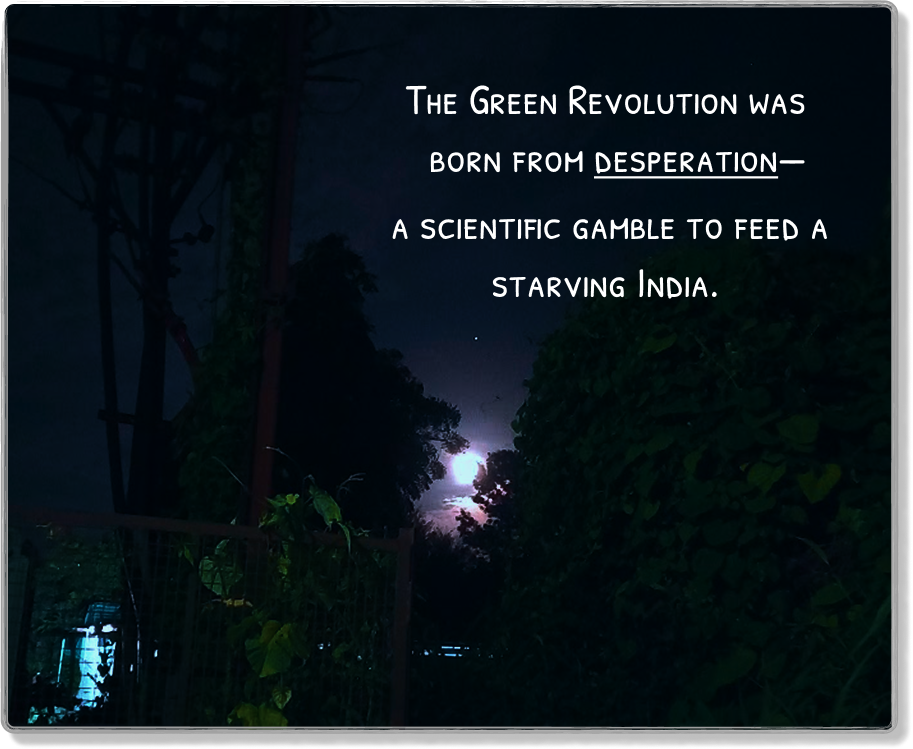 The Green Revolution was
born from desperation—
a scientific gamble to feed a
starving India.